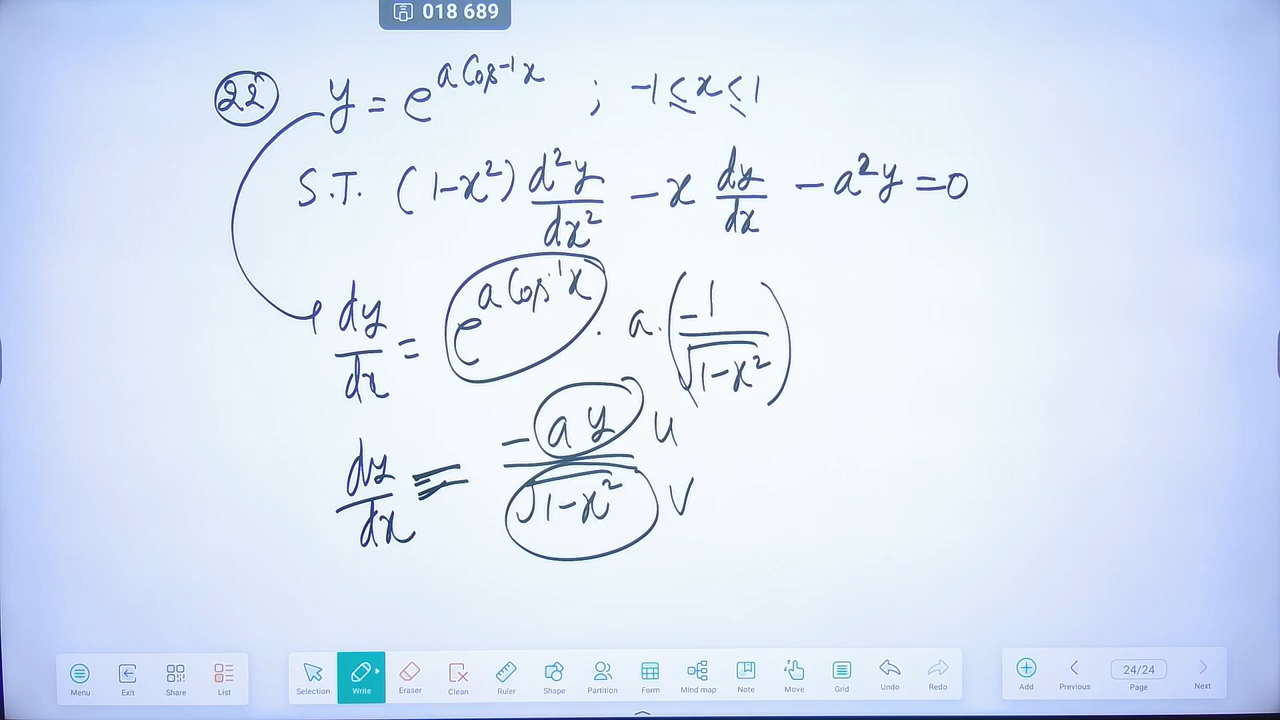 018 689
22 y = e^{a Cos^{-1}x} ; -1 ≤ x ≤ 1
S.T. (1-x²) d²y/dx² - x dy/dx - a²y = 0
dy/dx = e^{a Cos^{-1}x} . a. (-1/√(1-x²))
dy/dx = -ay/√(1-x²) u v
Menu Exit Share List Selection Write Eraser Clean Ruler Shape Partition Form Mind map Note Move Grid Undo Redo Add Previous 24/24 Page Next